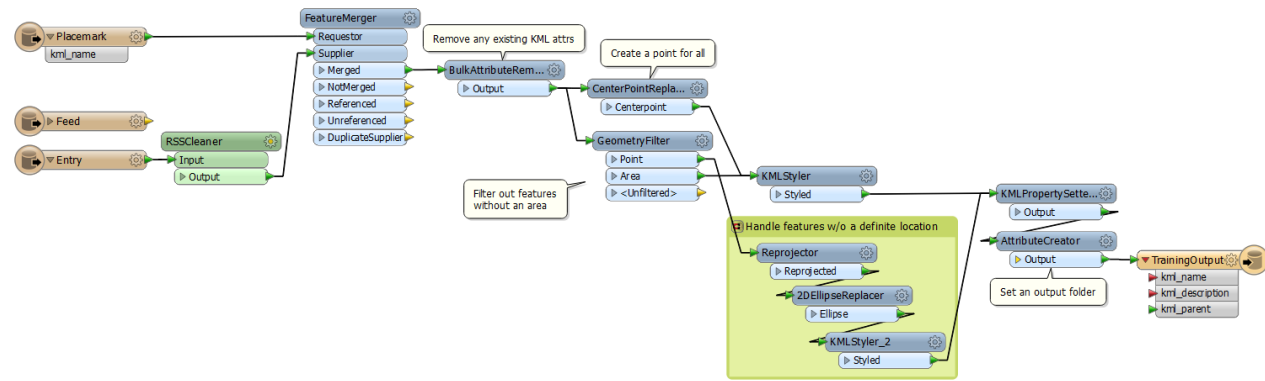 Placemark
kml_name
Feed
Entry
RSSCleaner
Input
Output
FeatureMerger
Requestor
Supplier
Merged
NotMerged
Referenced
Unreferenced
DuplicateSupplier
Remove any existing KML attrs
BulkAttributeRem...
Output
Create a point for all
CenterPointRepla...
Centerpoint
GeometryFilter
Point
Area
<Unfiltered>
Filter out features
without an area
KMLStyler
Styled
Handle features w/o a definite location
Reprojector
Reprojected
2DEllipseReplacer
Ellipse
KMLStyler_2
Styled
KMLPropertySette...
Output
AttributeCreator
Output
Set an output folder
TrainingOutput
kml_name
kml_description
kml_parent